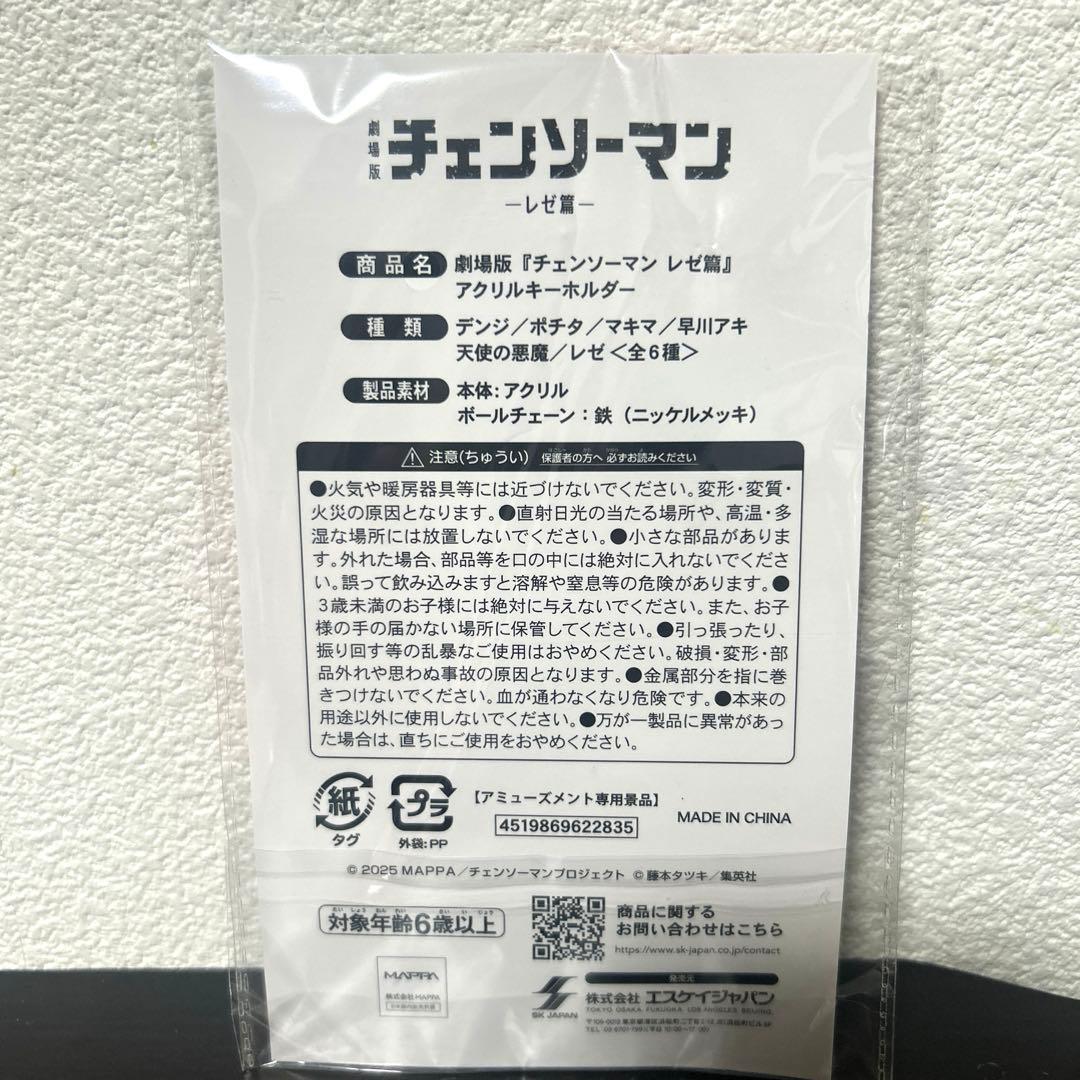 劇場版 チェンソーマン
―レゼ篇―
商品名 劇場版『チェンソーマン レゼ篇』
アクリルキーホルダー
種類 デンジ／ポチタ／マキマ／早川アキ
天使の悪魔／レゼ＜全6種＞
製品素材 本体：アクリル
ボールチェーン：鉄（ニッケルメッキ）
注意(ちゅうい) 保護者の方へ 必ずお読みください
●火気や暖房器具等には近づけないでください。変形・変質・
火災の原因となります。●直射日光の当たる場所や、高温・多
湿な場所には放置しないでください。●小さな部品がありま
す。外れた場合、部品等を口の中には絶対に入れないでくださ
い。誤って飲み込みますと溶解や窒息等の危険があります。●
3歳未満のお子様には絶対に与えないでください。また、お子
様の手の届かない場所に保管してください。●引っ張ったり、
振り回す等の乱暴なご使用はおやめください。破損・変形・部
品外れや思わぬ事故の原因となります。●金属部分を指に巻
きつけないでください。血が通わなくなり危険です。●本来の
用途以外に使用しないでください。●万が一製品に異常があっ
た場合は、直ちにご使用をおやめください。
紙 プラ 【アミューズメント専用景品】
タグ 外袋：PP 4519869622835 MADE IN CHINA
© 2025 MAPPA／チェンソーマンプロジェクト ©藤本タツキ／集英社
対象年齢6歳以上
商品に関する
お問い合わせはこちら
https://www.sk-japan.co.jp/contact
MAPPA
株式会社MAPPA
発売元
SK JAPAN 株式会社 エスケイジャパン
TOKYO OSAKA FUKUOKA LOS ANGELES BEIJING